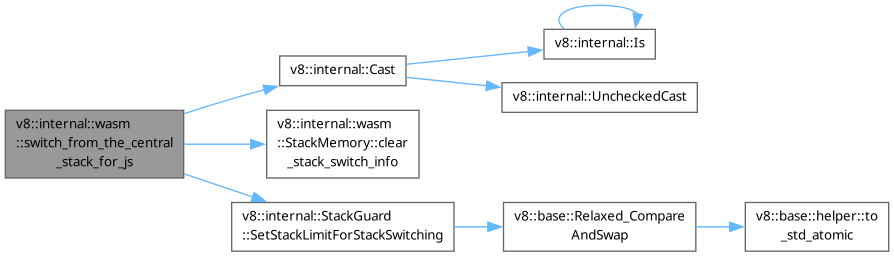 v8::internal::wasm
::switch_from_the_central
_stack_for_js
v8::internal::Cast
v8::internal::Is
v8::internal::UncheckedCast
v8::internal::wasm
::StackMemory::clear
_stack_switch_info
v8::internal::StackGuard
::SetStackLimitForStackSwitching
v8::base::Relaxed_Compare
AndSwap
v8::base::helper::to
_std_atomic